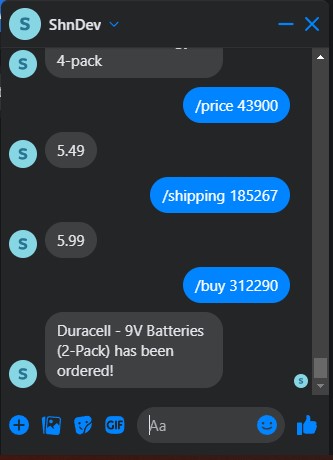 S ShnDev
S 4-pack
/price 43900
S 5.49
/shipping 185267
S 5.99
/buy 312290
Duracell - 9V Batteries
(2-Pack) has been
S ordered!
S
GIF Aa